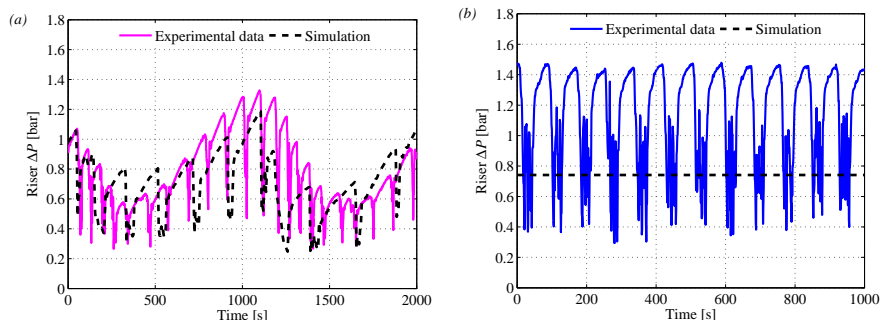 (a)
Experimental data
Simulation
Riser ΔP [bar]
1.8
1.6
1.4
1.2
1
0.8
0.6
0.4
0.2
0
0 500 1000 1500 2000
Time [s]
(b)
Experimental data
Simulation
Riser ΔP [bar]
1.8
1.6
1.4
1.2
1
0.8
0.6
0.4
0.2
0
0 200 400 600 800 1000
Time [s]